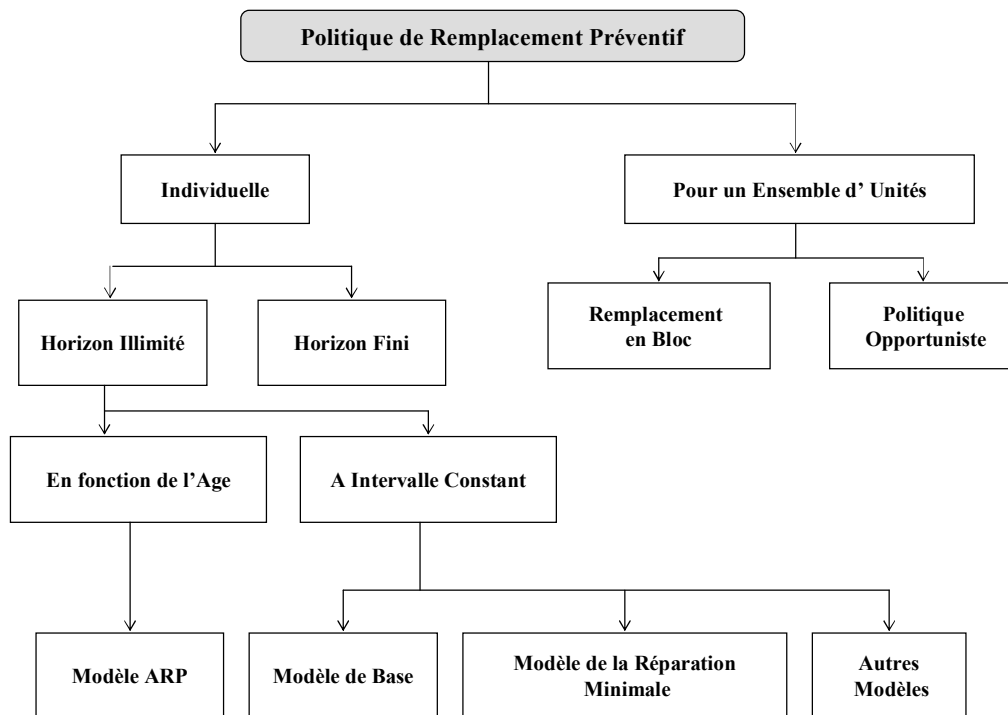 Politique de Remplacement Préventif
Individuelle
Pour un Ensemble d’ Unités
Horizon Illimité
Horizon Fini
Remplacement
en Bloc
Politique
Opportuniste
En fonction de l’Age
A Intervalle Constant
Modèle ARP
Modèle de Base
Modèle de la Réparation
Minimale
Autres
Modèles